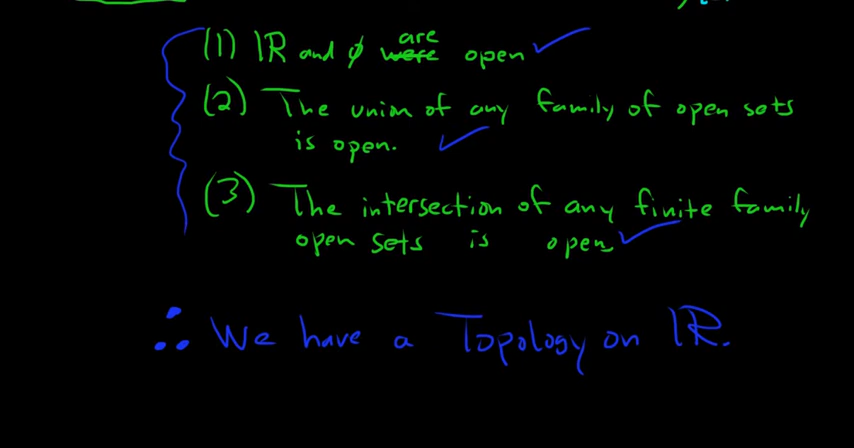 (1) ℝ and ∅ were are open ✓
(2) The union of any family of open sets
is open. ✓
(3) The intersection of any finite family
open sets is open. ✓
∴ We have a Topology on ℝ.